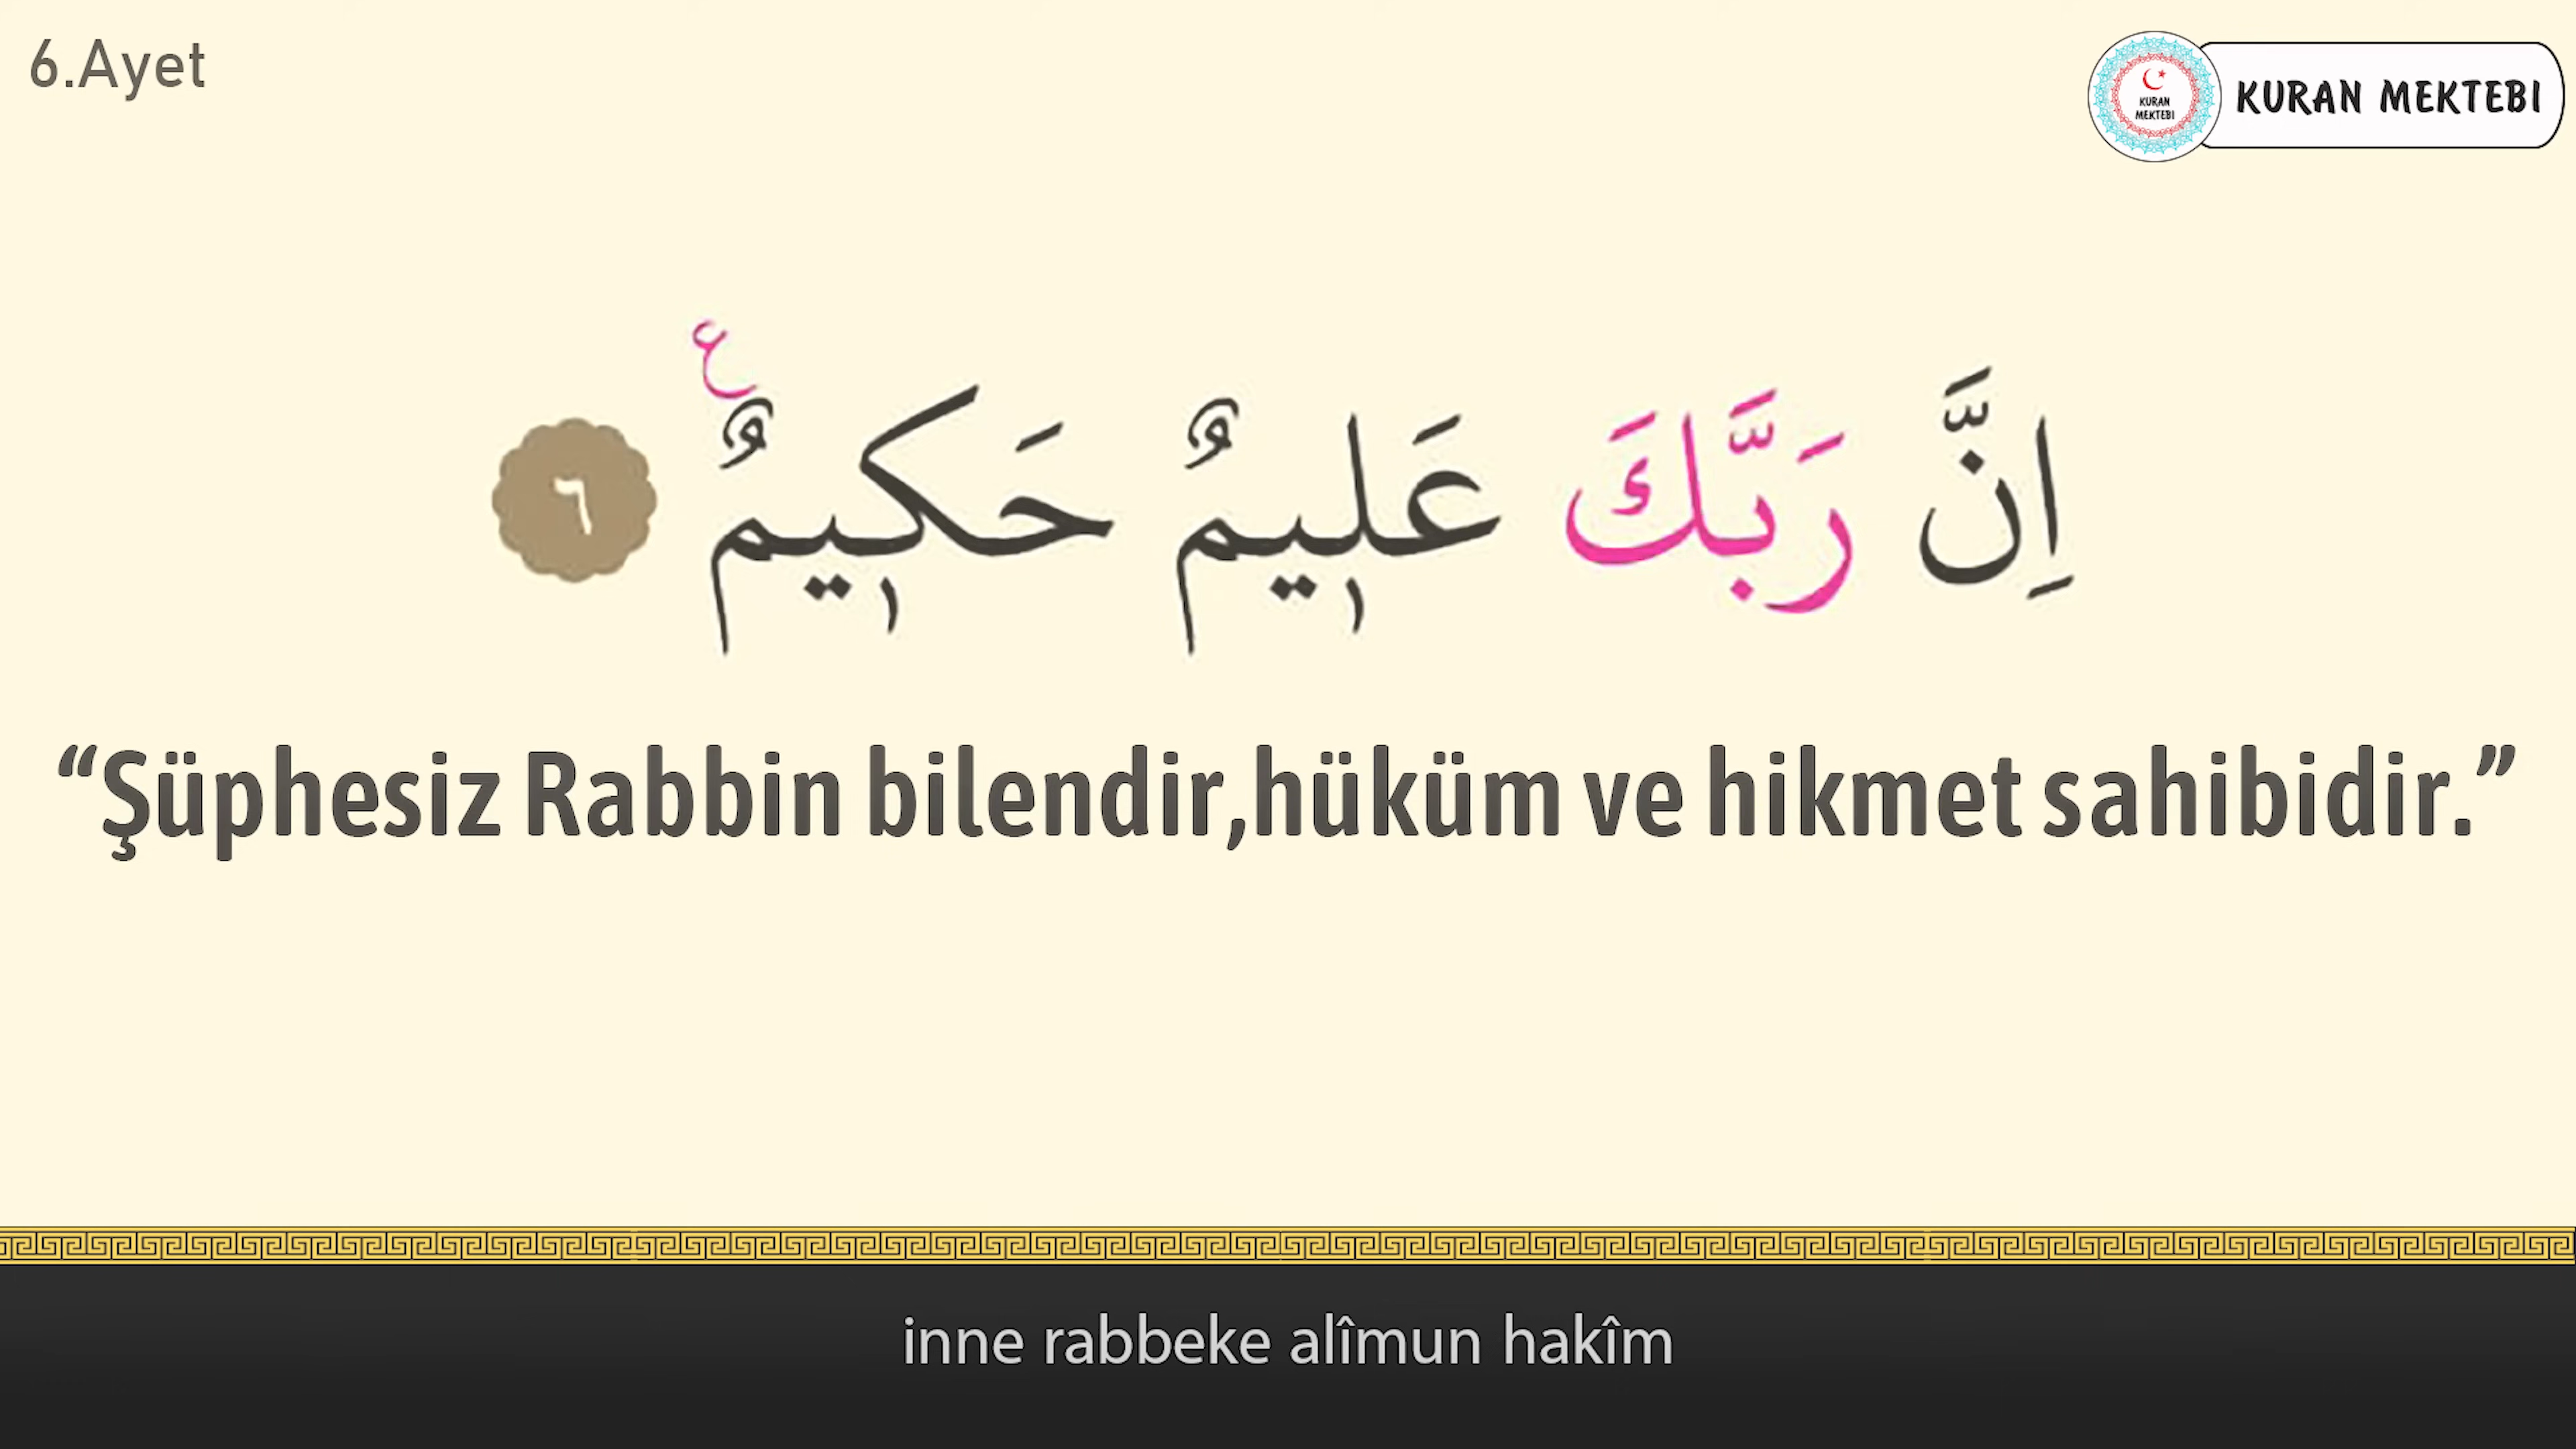 6.Ayet
KURAN
MEKTEBI
KURAN MEKTEBI
اِنَّ رَبَّكَ عَلٖيمٌ حَكٖيمٌ ع ٦
“Şüphesiz Rabbin bilendir,hüküm ve hikmet sahibidir.”
inne rabbeke alîmun hakîm